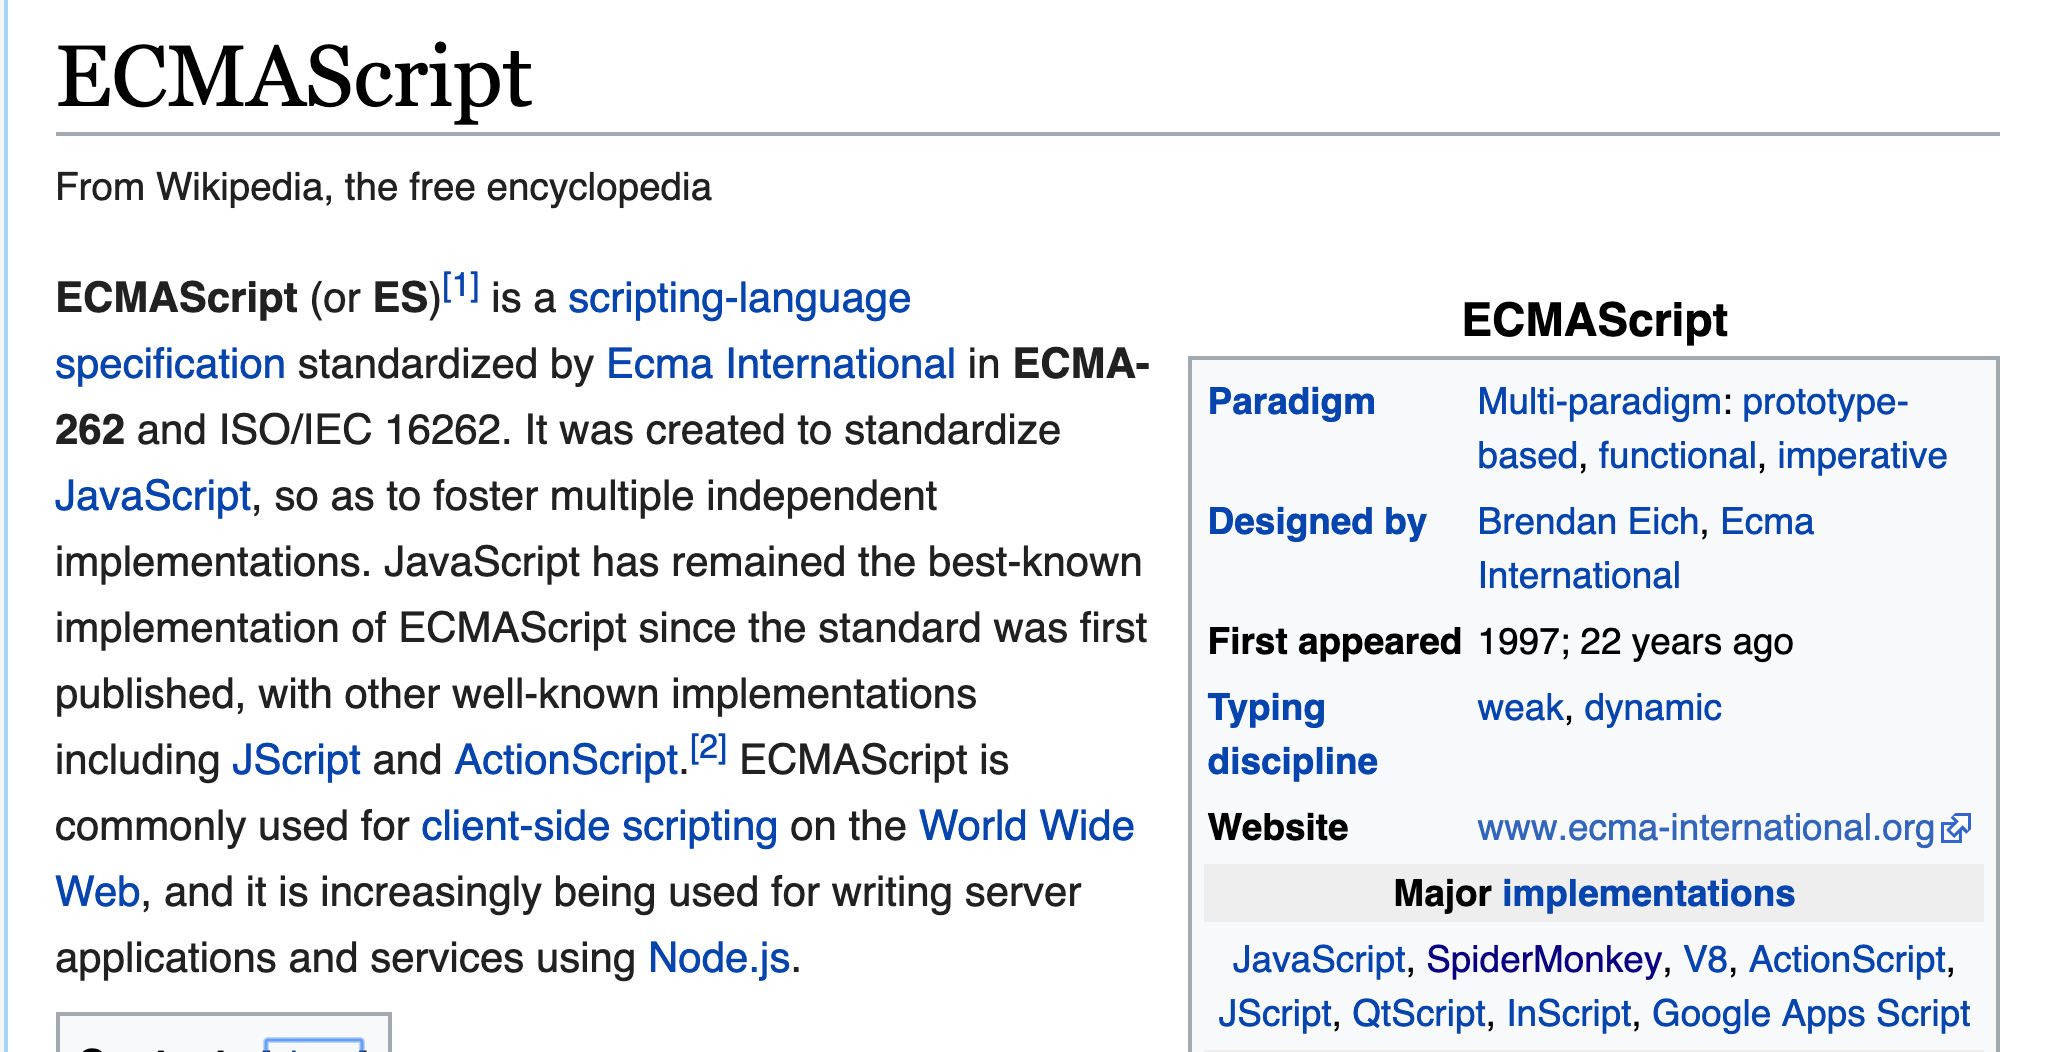 ECMAScript
From Wikipedia, the free encyclopedia
ECMAScript (or ES)[1] is a scripting-language
specification standardized by Ecma International in ECMA-
262 and ISO/IEC 16262. It was created to standardize
JavaScript, so as to foster multiple independent
implementations. JavaScript has remained the best-known
implementation of ECMAScript since the standard was first
published, with other well-known implementations
including JScript and ActionScript.[2] ECMAScript is
commonly used for client-side scripting on the World Wide
Web, and it is increasingly being used for writing server
applications and services using Node.js.
ECMAScript
Paradigm Multi-paradigm: prototype-
based, functional, imperative
Designed by Brendan Eich, Ecma
International
First appeared 1997; 22 years ago
Typing weak, dynamic
discipline
Website www.ecma-international.org
Major implementations
JavaScript, SpiderMonkey, V8, ActionScript,
JScript, QtScript, InScript, Google Apps Script